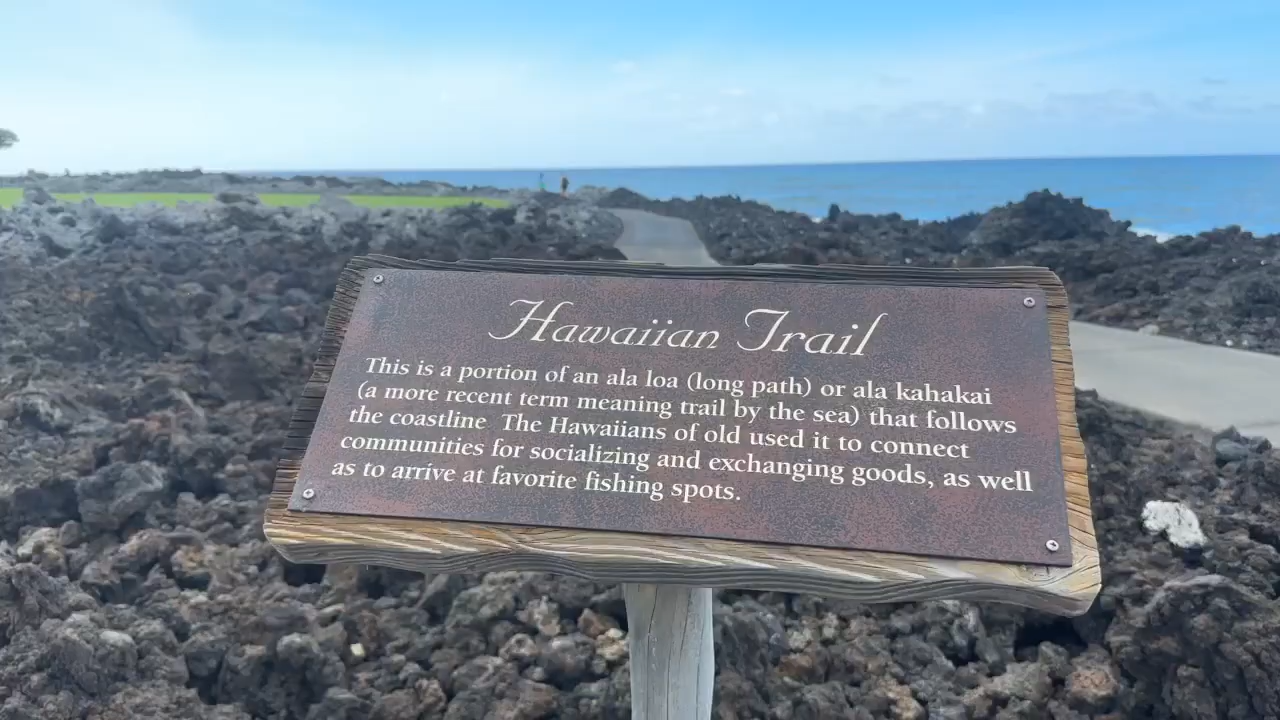 Hawaiian Trail
This is a portion of an ala loa (long path) or ala kahakai
(a more recent term meaning trail by the sea) that follows
the coastline  The Hawaiians of old used it to connect
communities for socializing and exchanging goods, as well
as to arrive at favorite fishing spots.